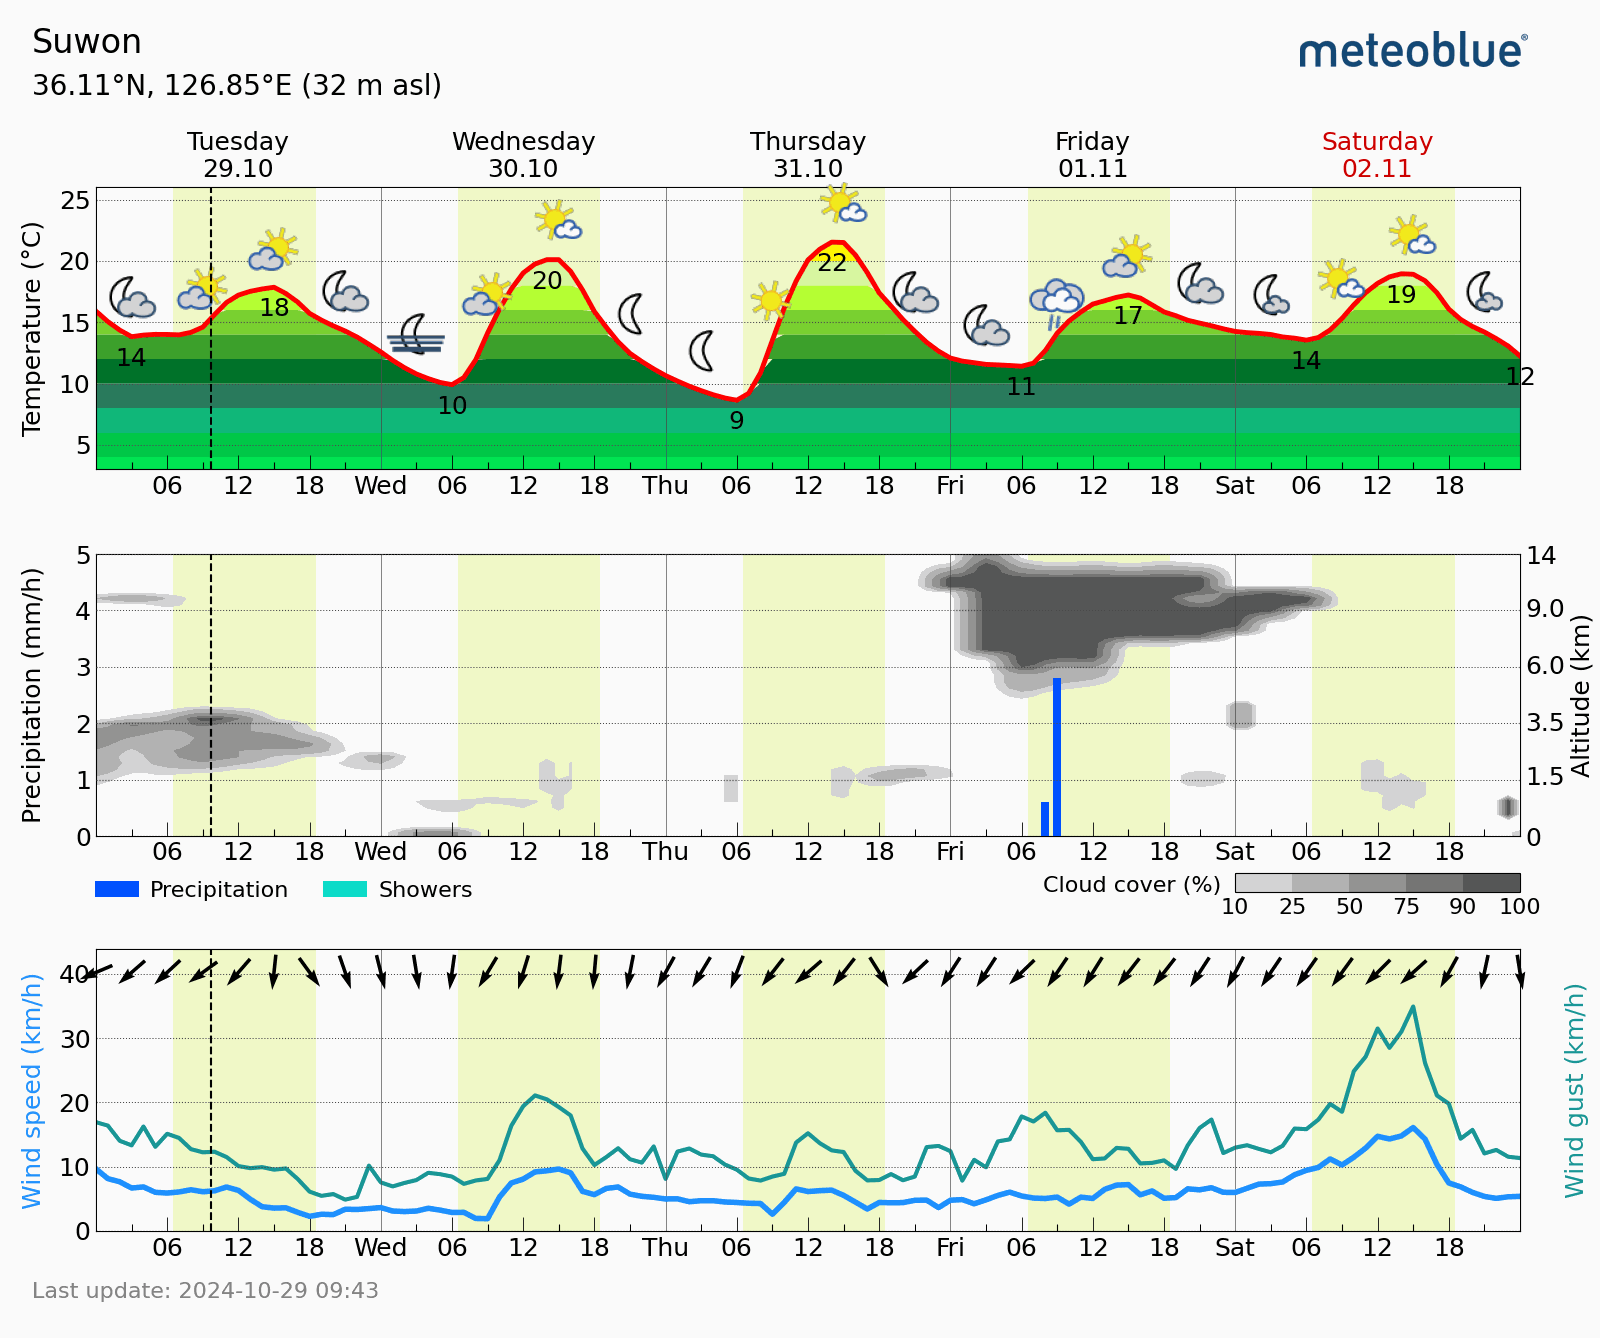 Suwon
36.11°N, 126.85°E (32 m asl)
meteoblue®
Tuesday Wednesday Thursday Friday Saturday
29.10 30.10 31.10 01.11 02.11
Temperature (°C)
25
20
15
10
5
14 18 10 20 9 22 11 17 14 19 12
06 12 18 Wed 06 12 18 Thu 06 12 18 Fri 06 12 18 Sat 06 12 18
Precipitation (mm/h)
5
4
3
2
1
0
14
9.0
6.0
3.5
1.5
0
Altitude (km)
06 12 18 Wed 06 12 18 Thu 06 12 18 Fri 06 12 18 Sat 06 12 18
Precipitation Showers
Cloud cover (%)
10 25 50 75 90 100
Wind speed (km/h)
40
30
20
10
0
Wind gust (km/h)
06 12 18 Wed 06 12 18 Thu 06 12 18 Fri 06 12 18 Sat 06 12 18
Last update: 2024-10-29 09:43